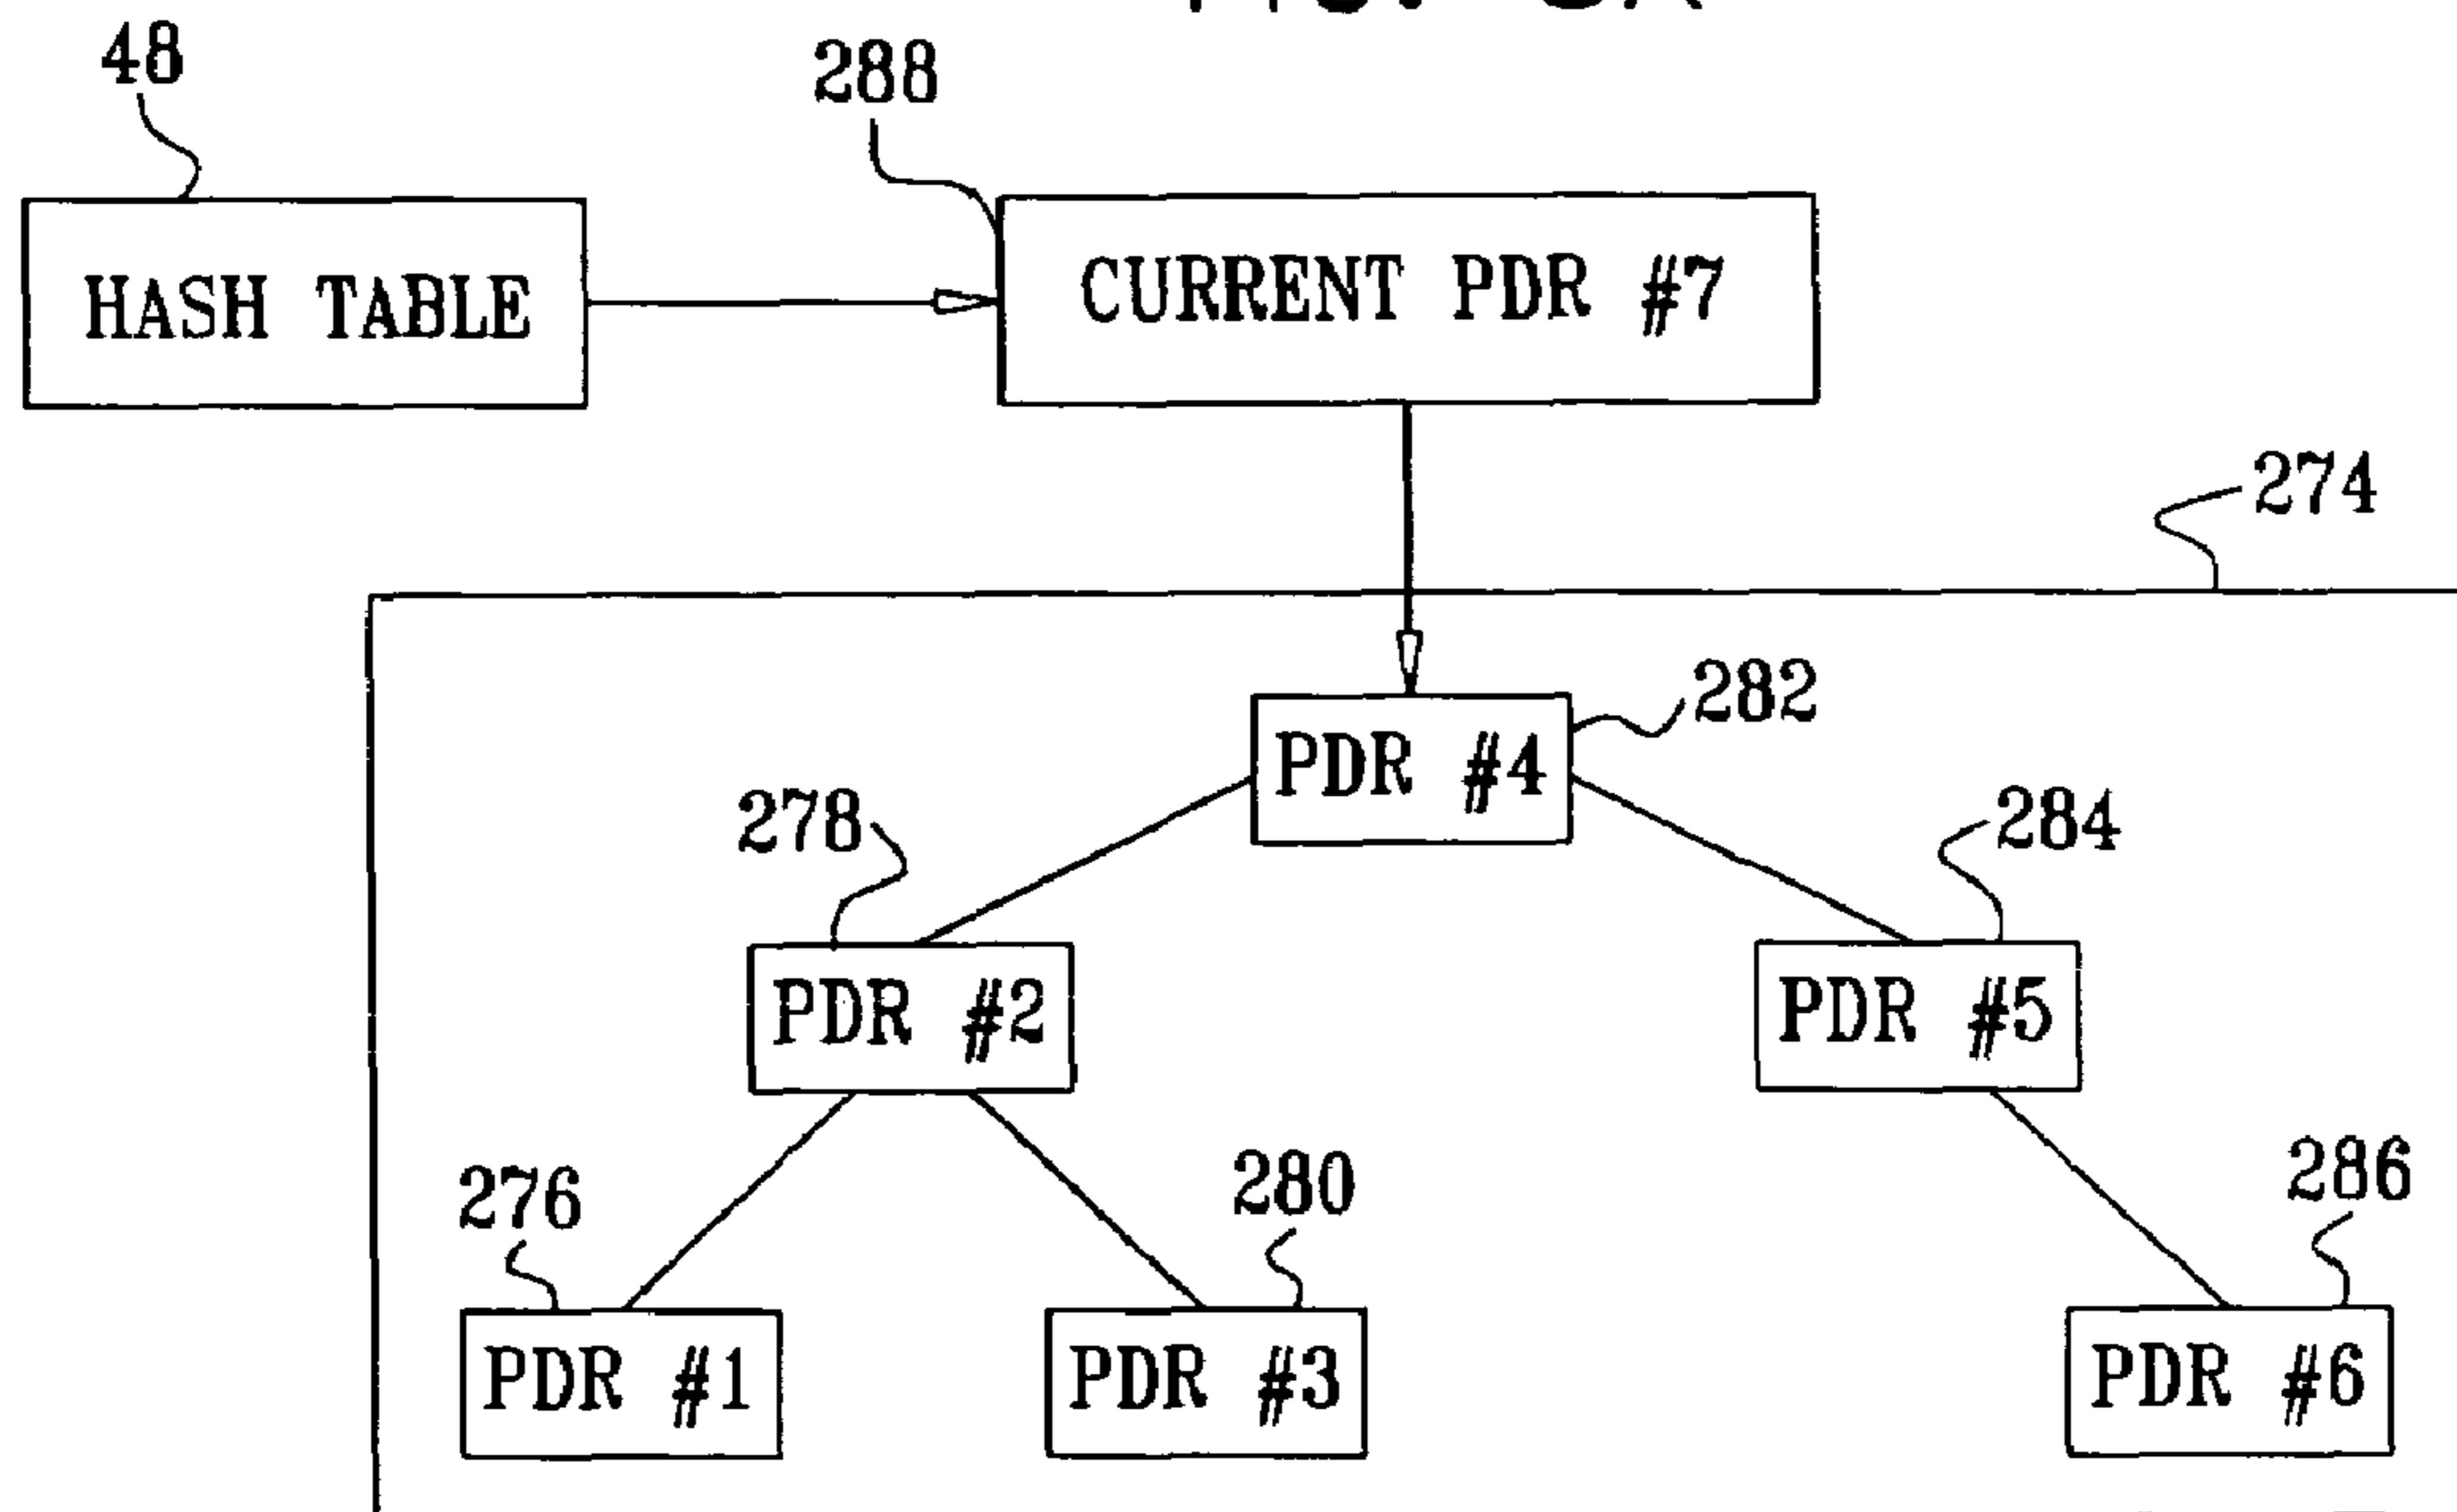 48
288
HASH TABLE
CURRENT PDR #7
274
282
PDR #4
278
284
PDR #2
PDR #5
276
280
286
PDR #1
PDR #3
PDR #6